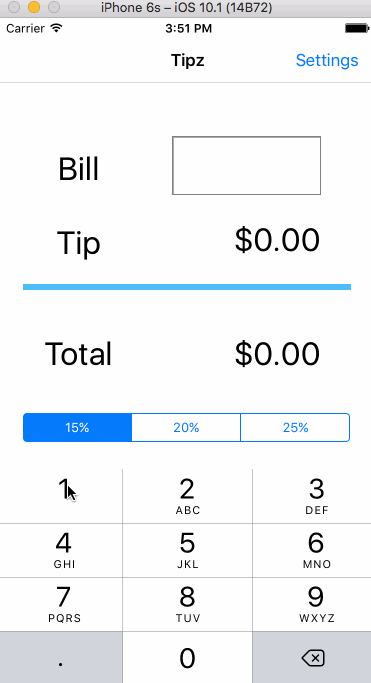 iPhone 6s – iOS 10.1 (14B72)
Carrier 3:51 PM
Tipz Settings
Bill
Tip $0.00
Total $0.00
15% 20% 25%
1 2 3
ABC DEF
4 5 6
GHI JKL MNO
7 8 9
PQRS TUV WXYZ
. 0